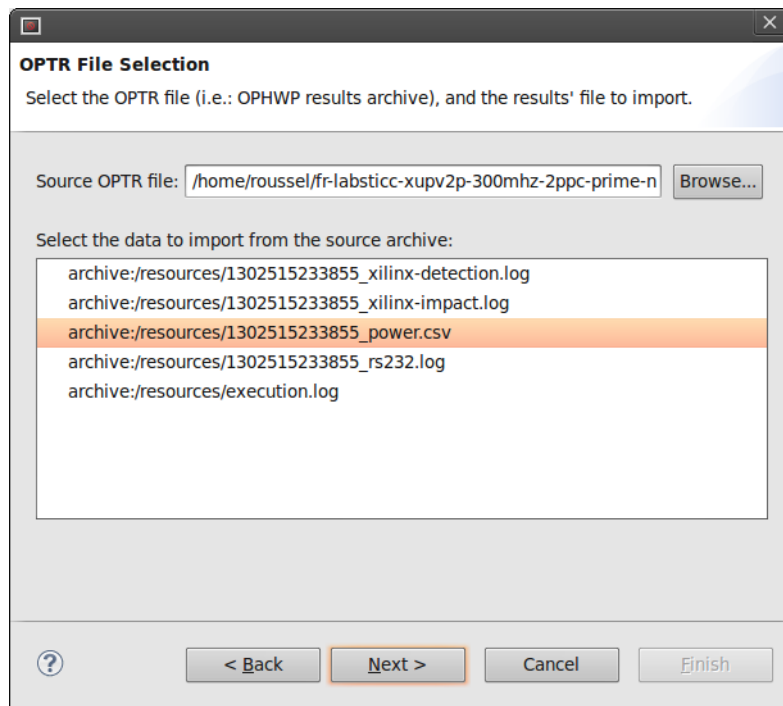 OPTR File Selection
Select the OPTR file (i.e.: OPHWP results archive), and the results' file to import.
Source OPTR file: /home/roussel/fr-labsticc-xupv2p-300mhz-2ppc-prime-n Browse...
Select the data to import from the source archive:
archive:/resources/1302515233855_xilinx-detection.log
archive:/resources/1302515233855_xilinx-impact.log
archive:/resources/1302515233855_power.csv
archive:/resources/1302515233855_rs232.log
archive:/resources/execution.log
? < Back Next > Cancel Finish